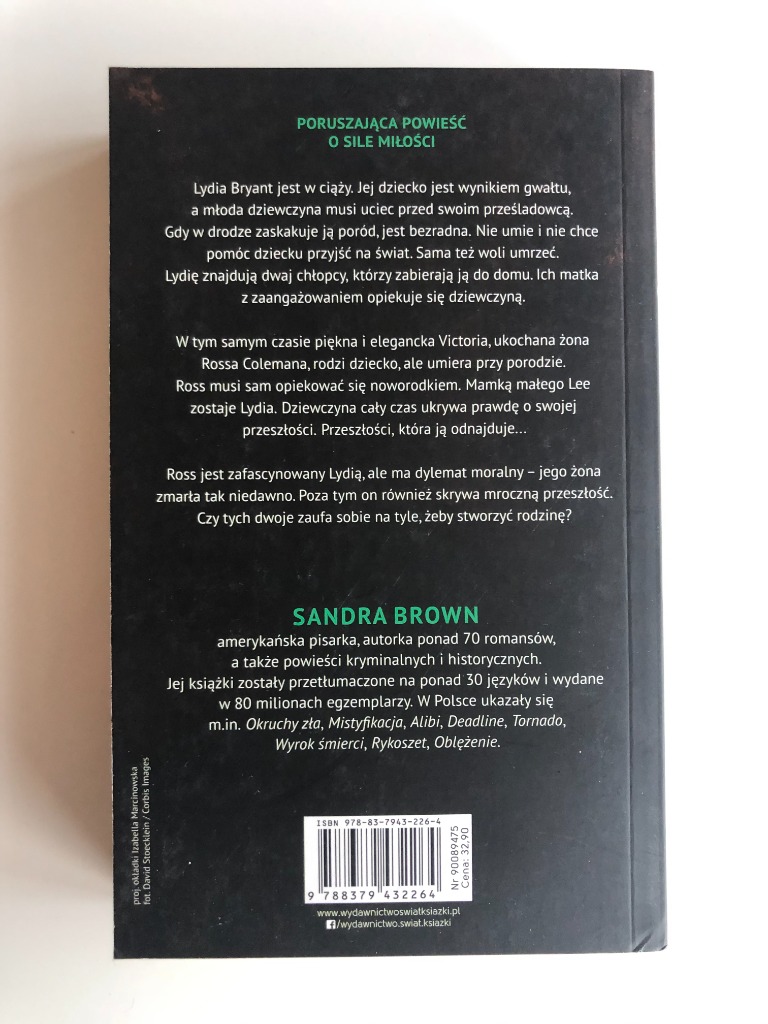 PORUSZAJĄCA POWIEŚĆ
O SILE MIŁOŚCI
Lydia Bryant jest w ciąży. Jej dziecko jest wynikiem gwałtu,
a młoda dziewczyna musi uciec przed swoim prześladowcą.
Gdy w drodze zaskakuje ją poród, jest bezradna. Nie umie i nie chce
pomóc dziecku przyjść na świat. Sama też woli umrzeć.
Lydię znajdują dwaj chłopcy, którzy zabierają ją do domu. Ich matka
z zaangażowaniem opiekuje się dziewczyną.
W tym samym czasie piękna i elegancka Victoria, ukochana żona
Rossa Colemana, rodzi dziecko, ale umiera przy porodzie.
Ross musi sam opiekować się noworodkiem. Mamką małego Lee
zostaje Lydia. Dziewczyna cały czas ukrywa prawdę o swojej
przeszłości. Przeszłości, która ją odnajduje...
Ross jest zafascynowany Lydią, ale ma dylemat moralny – jego żona
zmarła tak niedawno. Poza tym on również skrywa mroczną przeszłość.
Czy tych dwoje zaufa sobie na tyle, żeby stworzyć rodzinę?
SANDRA BROWN
amerykańska pisarka, autorka ponad 70 romansów,
a także powieści kryminalnych i historycznych.
Jej książki zostały przetłumaczone na ponad 30 języków i wydane
w 80 milionach egzemplarzy. W Polsce ukazały się
m.in. Okruchy zła, Mistyfikacja, Alibi, Deadline, Tornado,
Wyrok śmierci, Rykoszet, Oblężenie.
proj. okładki Izabella Marcinowska
fot. David Stoecklein / Corbis Images
ISBN 978-83-7943-226-4
9 788379 432264
Nr 90089475
Cena: 32,90
www.wydawnictwoswiatksiazki.pl
/wydawnictwo.swiat.ksiazki